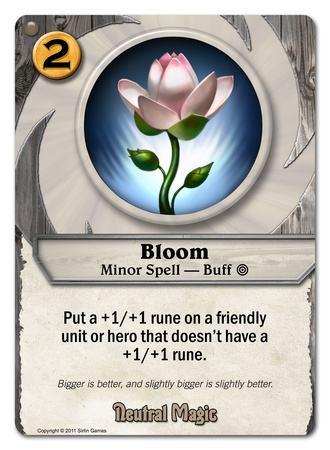 2
Bloom
Minor Spell — Buff ◎
Put a +1/+1 rune on a friendly
unit or hero that doesn't have a
+1/+1 rune.
Bigger is better, and slightly bigger is slightly better.
Neutral Magic
Copyright © 2011 Sirlin Games